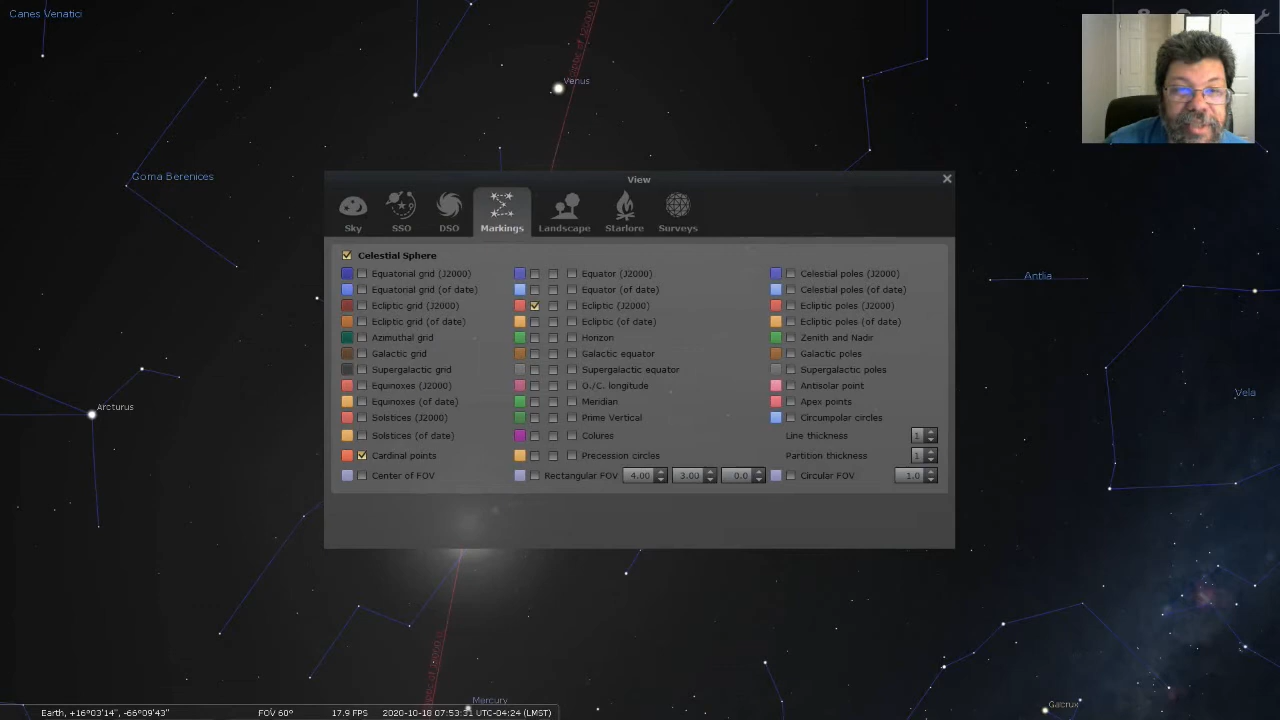 Canes Venatici
Venus
Coma Berenices
View
Sky SSO DSO Markings Landscape Starlore Surveys
Celestial Sphere
Equatorial grid (J2000) Equator (J2000) Celestial poles (J2000)
Equatorial grid (of date) Equator (of date) Celestial poles (of date)
Ecliptic grid (J2000) Ecliptic (J2000) Ecliptic poles (J2000)
Ecliptic grid (of date) Ecliptic (of date) Ecliptic poles (of date)
Azimuthal grid Horizon Zenith and Nadir
Galactic grid Galactic equator Galactic poles
Supergalactic grid Supergalactic equator Supergalactic poles
Equinoxes (J2000) O./C. longitude Antisolar point
Equinoxes (of date) Meridian Apex points
Solstices (J2000) Prime Vertical Circumpolar circles
Solstices (of date) Colures Line thickness 1
Cardinal points Precession circles Partition thickness 1
Center of FOV Rectangular FOV 4.00 3.00 0.0 Circular FOV 1.0
Antlia
Vela
Arcturus
Mercury
Gacrux
Earth, +16°03'14", -66°09'43" FOV 60° 17.9 FPS 2020-10-18 07:53:31 UTC-04:24 (LMST)